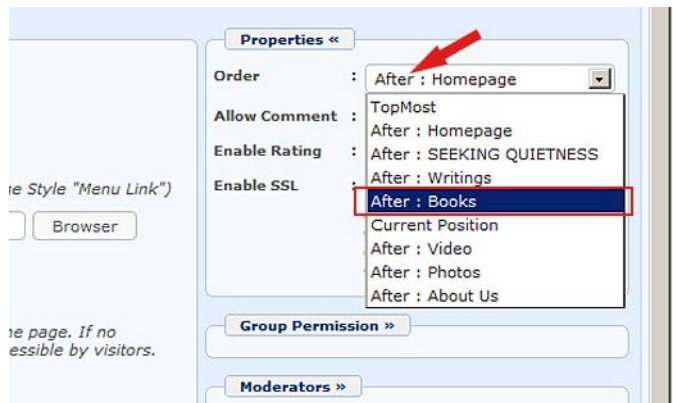 Properties «
Order : After : Homepage
TopMost
After : Homepage
After : SEEKING QUIETNESS
After : Writings
After : Books
Current Position
After : Video
After : Photos
After : About Us
Allow Comment :
Enable Rating :
Enable SSL :
Style "Menu Link")
Browser
page. If no
by visitors.
Group Permission »
Moderators »